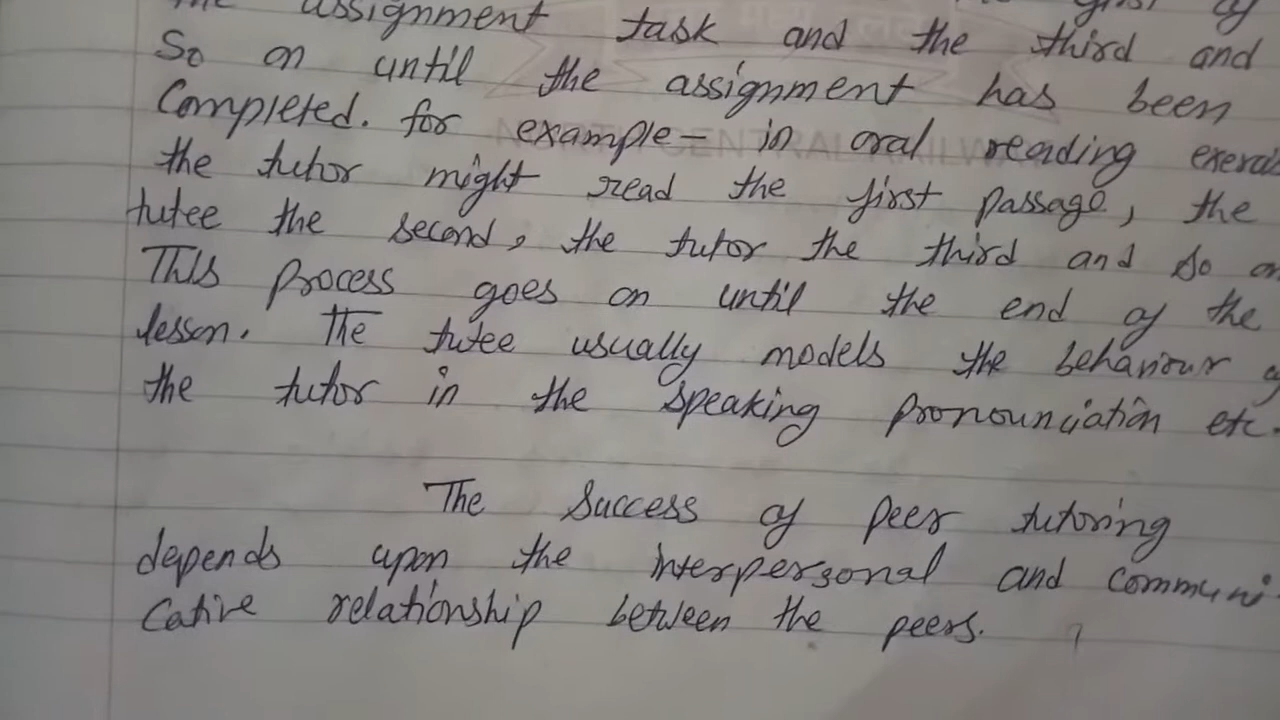 the assignment task and the third and
So on until the assignment has been
Completed. for example - in oral reading
the tutor might read the first passage, the
tutee the second, the tutor the third and so on
This process goes on until the end of the
lesson. The tutee usually models the behaviour
the tutor in the speaking pronounciation etc.
The Success of peer tutoring
depends upon the interpersonal and communi-
cative relationship between the peers.